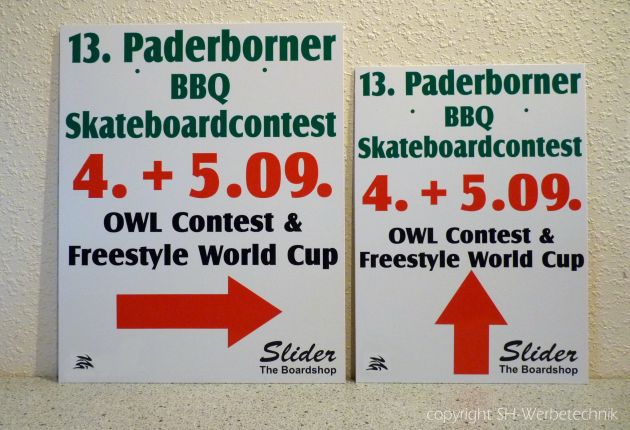 13. Paderborner
BBQ
Skateboardcontest
4. + 5.09.
OWL Contest &
Freestyle World Cup
Slider
The Boardshop
13. Paderborner
BBQ
Skateboardcontest
4. + 5.09.
OWL Contest &
Freestyle World Cup
Slider
The Boardshop
copyright SH-Werbetechnik